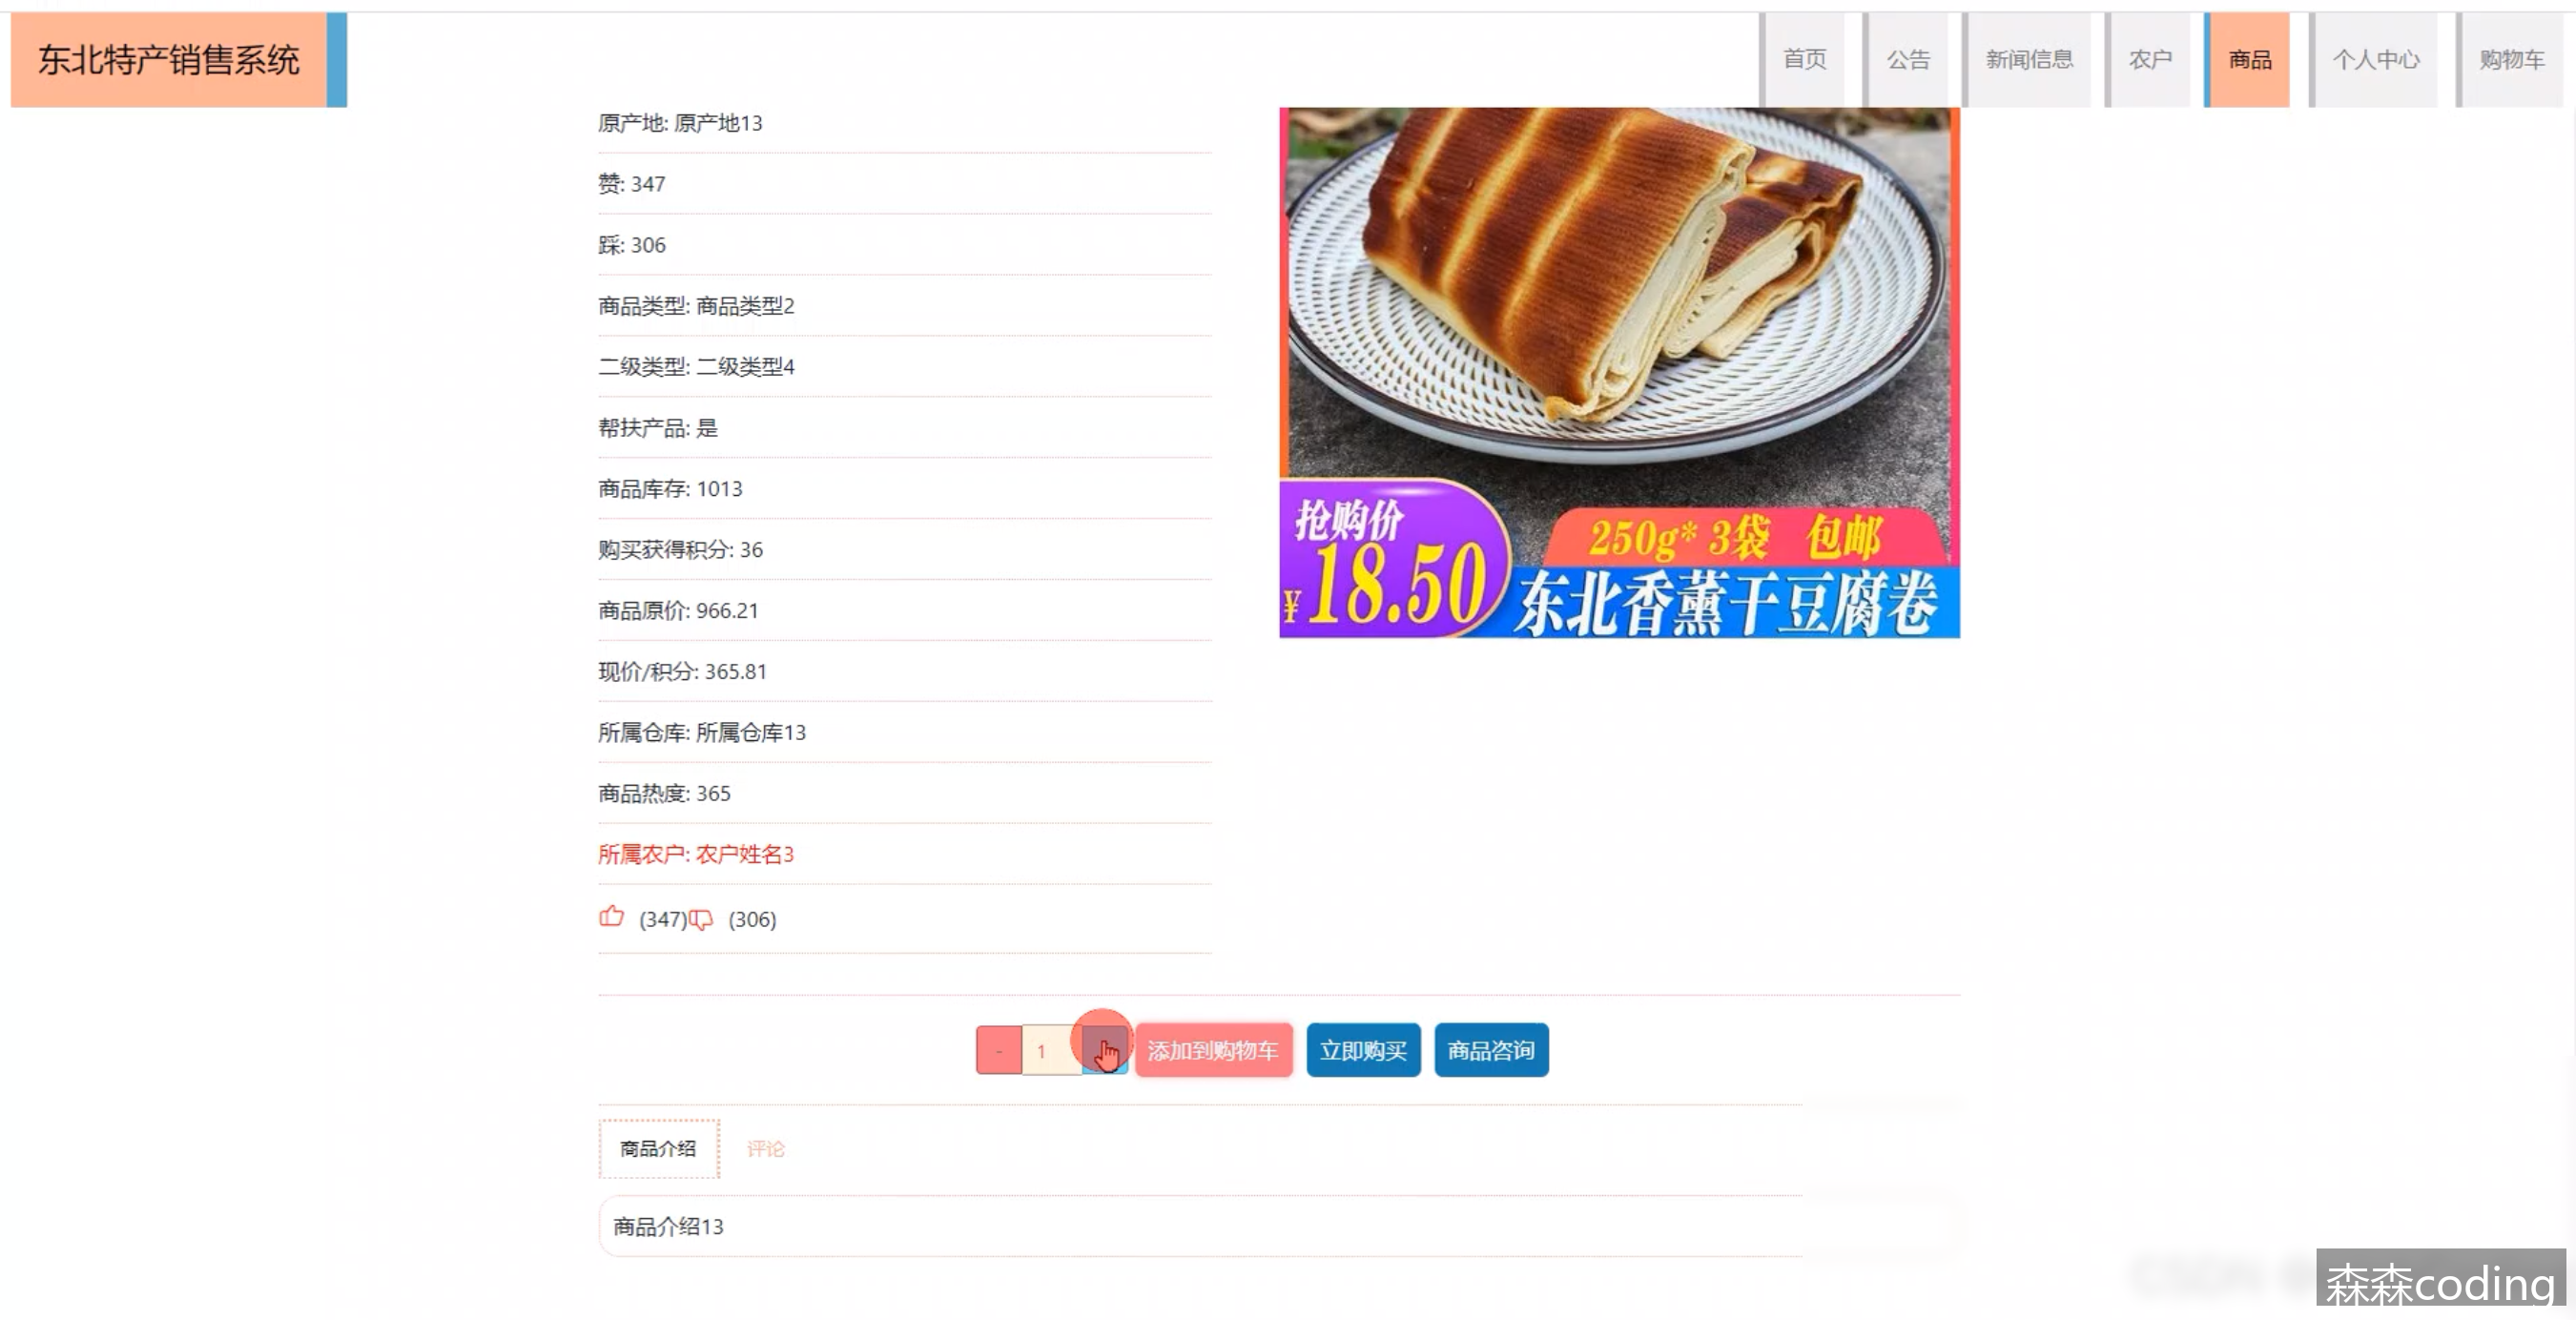 东北特产销售系统
首页
公告
新闻信息
农户
商品
个人中心
购物车
原产地: 原产地13
赞: 347
踩: 306
商品类型: 商品类型2
二级类型: 二级类型4
帮扶产品: 是
商品库存: 1013
购买获得积分: 36
商品原价: 966.21
现价/积分: 365.81
所属仓库: 所属仓库13
商品热度: 365
所属农户: 农户姓名3
(347) (306)
抢购价
¥18.50
250g* 3袋 包邮
东北香薰干豆腐卷
- 1
添加到购物车
立即购买
商品咨询
商品介绍
评论
商品介绍13
森森coding